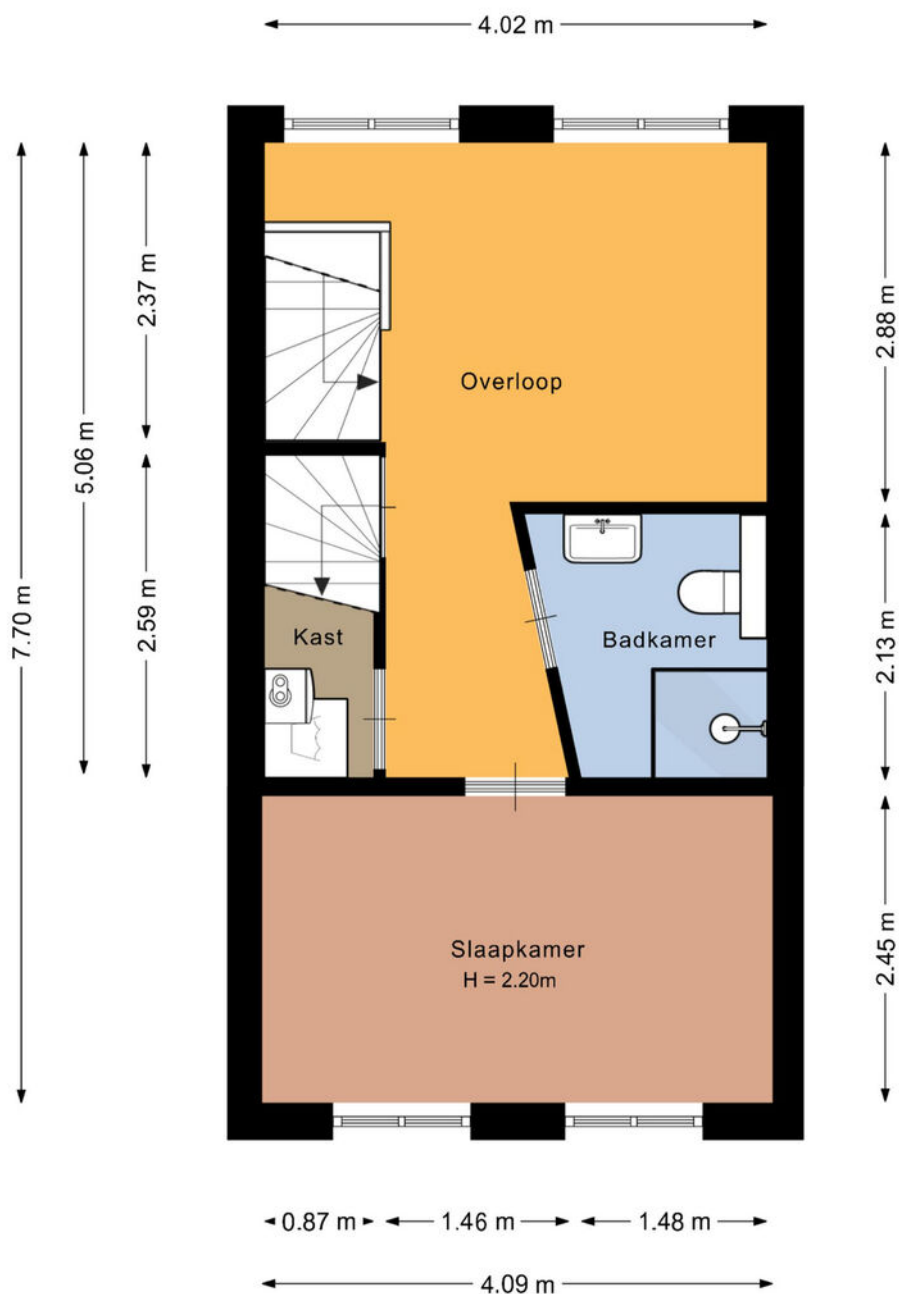 4.02 m
2.37 m
5.06 m
7.70 m
2.59 m
2.88 m
2.13 m
2.45 m
Overloop
Kast
Badkamer
Slaapkamer
H = 2.20m
0.87 m
1.46 m
1.48 m
4.09 m